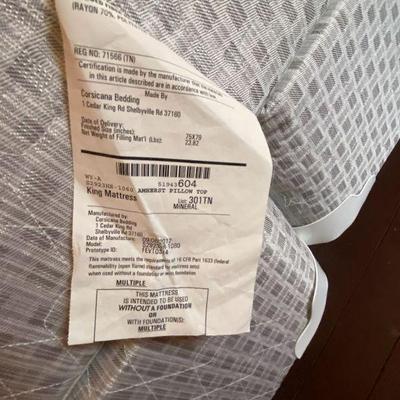 (RAYON 70%, POLY
REG NO: 71566 (TN)
Certification is made by the manufacturer that the
in this article described are in accordance with
Made By
Corsicana Bedding
1 Cedar King Rd Shelbyville Rd 37160
Date of Delivery:
Finished Size (Inches): 75X79
Net Weight of Filling Mat'l (Lbs): 23.82
51943604
AMHERST PILLOW TOP
King Mattress
List: 301TN
MINERAL
Manufactured by:
Corsicana Bedding
1 Cedar King Rd
Shelbyville Rd 37160
Date of Manufacture:
Model:
Prototype ID:
This mattress meets the requirements of 16 CFR Part 1633 (federal
flammability (open flame) standard for mattress sets)
when used without a foundation or with foundation
MULTIPLE
THIS MATTRESS
IS INTENDED TO BE USED
WITHOUT A FOUNDATION
OR
WITH FOUNDATION(S):
MULTIPLE